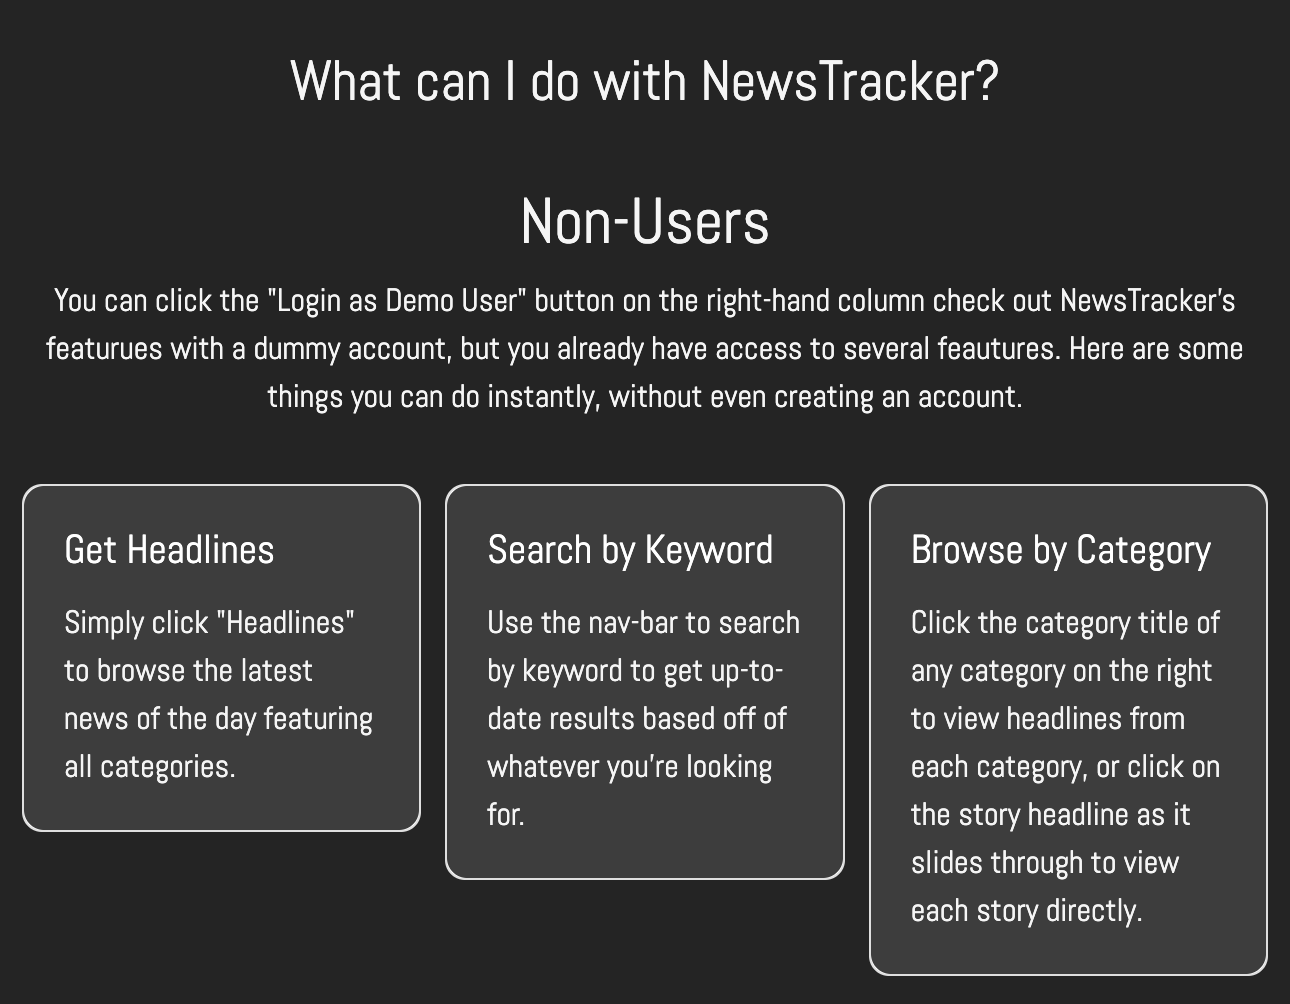 What can I do with NewsTracker?
Non-Users
You can click the "Login as Demo User" button on the right-hand column check out NewsTracker's
featurues with a dummy account, but you already have access to several feautures. Here are some
things you can do instantly, without even creating an account.
Get Headlines
Simply click "Headlines"
to browse the latest
news of the day featuring
all categories.
Search by Keyword
Use the nav-bar to search
by keyword to get up-to-
date results based off of
whatever you're looking
for.
Browse by Category
Click the category title of
any category on the right
to view headlines from
each category, or click on
the story headline as it
slides through to view
each story directly.